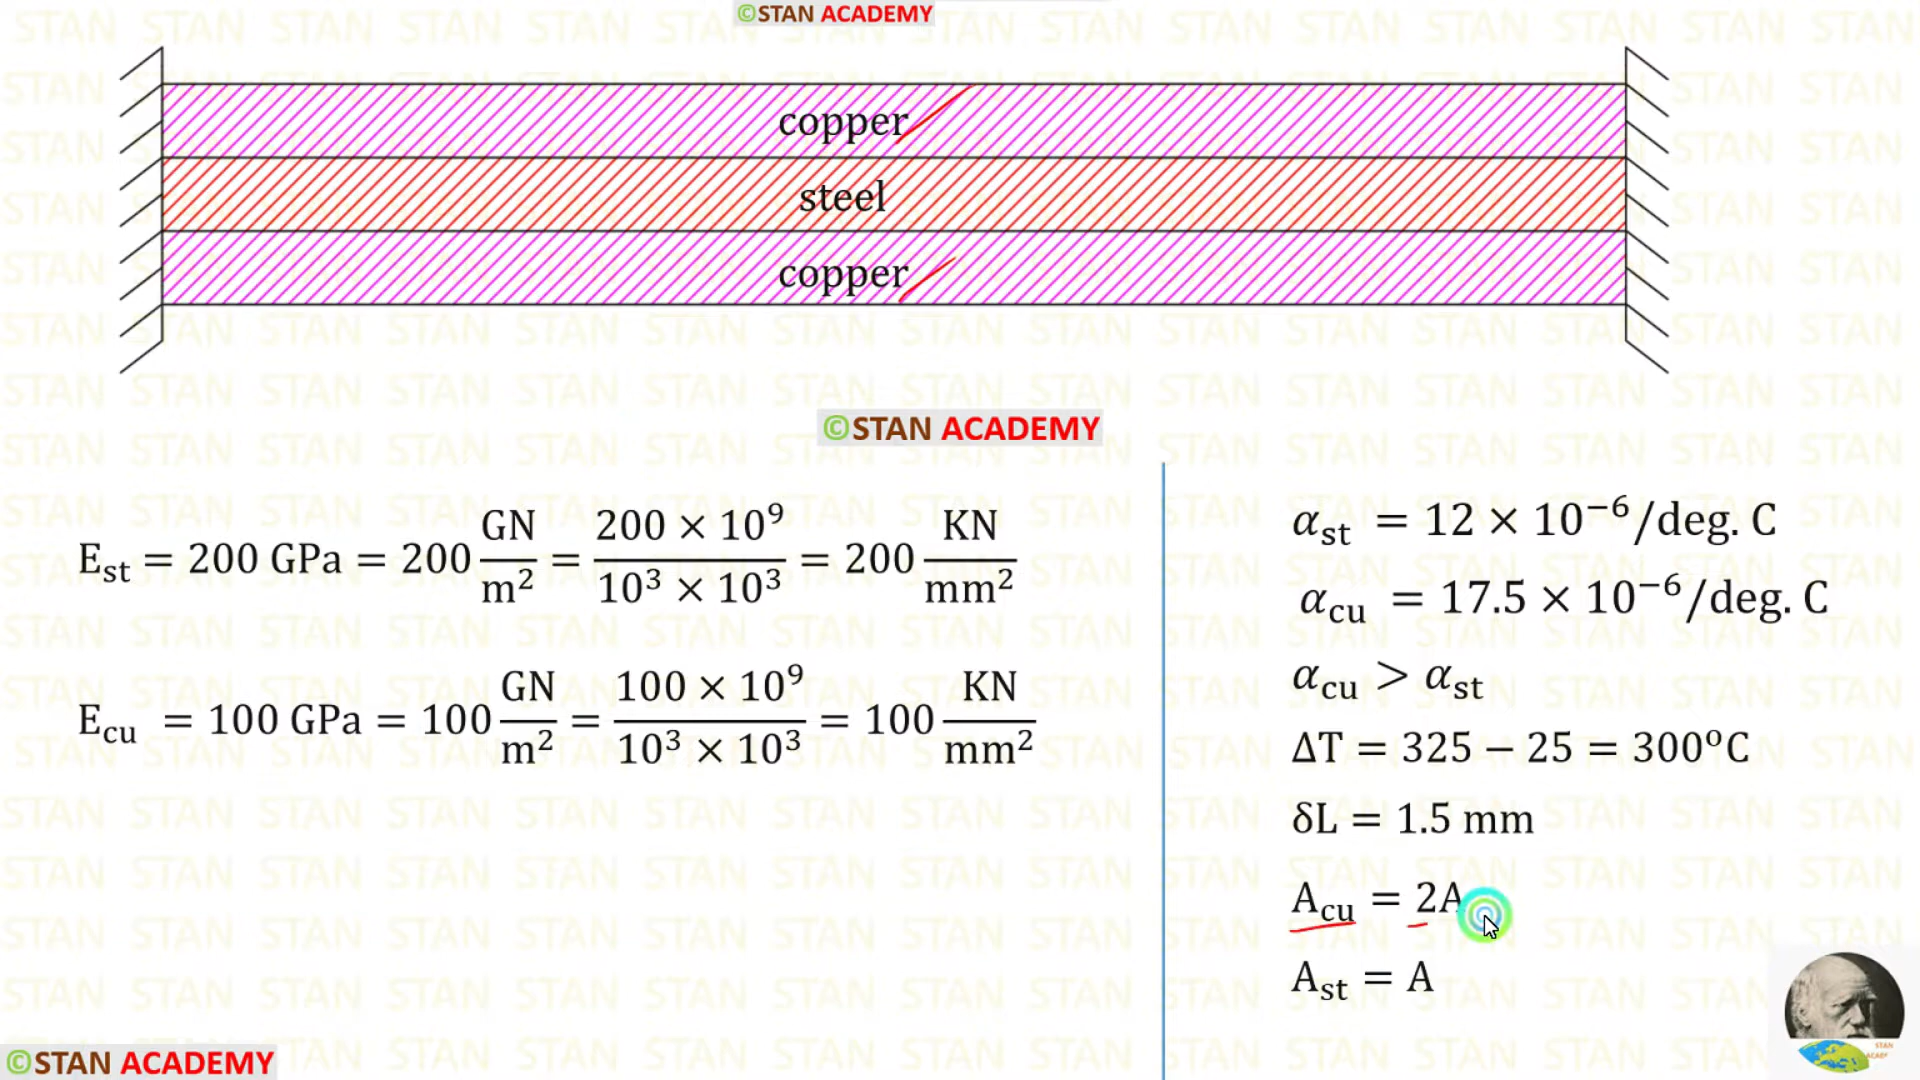 ©STAN ACADEMY
copper
steel
copper
©STAN ACADEMY
E_st = 200 GPa = 200 GN/m² = (200 × 10⁹)/(10³ × 10³) = 200 KN/mm²
E_cu = 100 GPa = 100 GN/m² = (100 × 10⁹)/(10³ × 10³) = 100 KN/mm²
α_st = 12 × 10⁻⁶/deg. C
α_cu = 17.5 × 10⁻⁶/deg. C
α_cu > α_st
ΔT = 325 − 25 = 300⁰C
δL = 1.5 mm
A_cu = 2A
A_st = A
©STAN ACADEMY
STAN